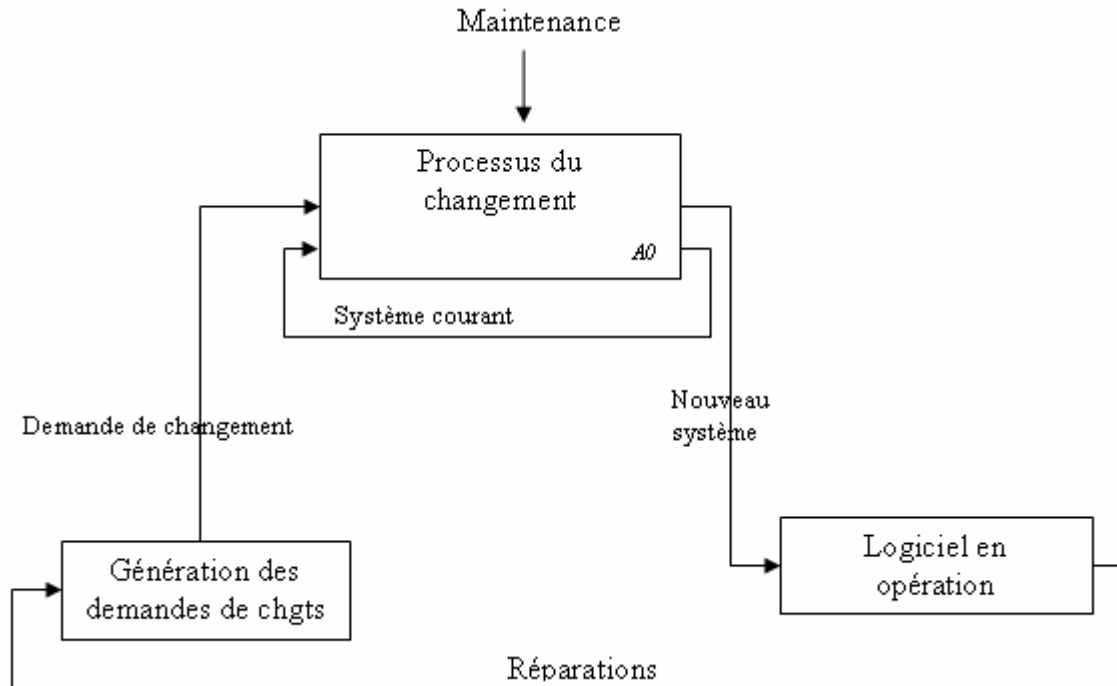 Maintenance
Processus du
changement
A0
Système courant
Demande de changement
Nouveau
système
Génération des
demandes de chgts
Logiciel en
opération
Réparations